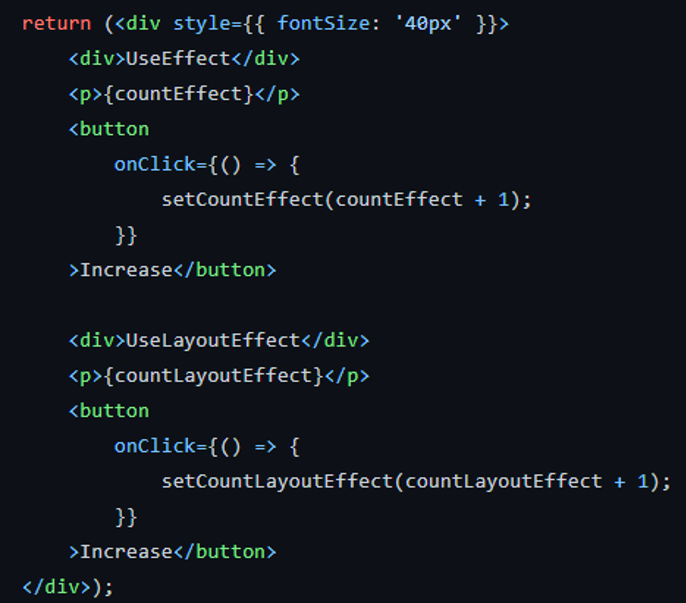 return (<div style={{ fontSize: '40px' }}>
    <div>UseEffect</div>
    <p>{countEffect}</p>
    <button
        onClick={() => {
            setCountEffect(countEffect + 1);
        }}
    >Increase</button>

    <div>UseLayoutEffect</div>
    <p>{countLayoutEffect}</p>
    <button
        onClick={() => {
            setCountLayoutEffect(countLayoutEffect + 1);
        }}
    >Increase</button>
</div>);